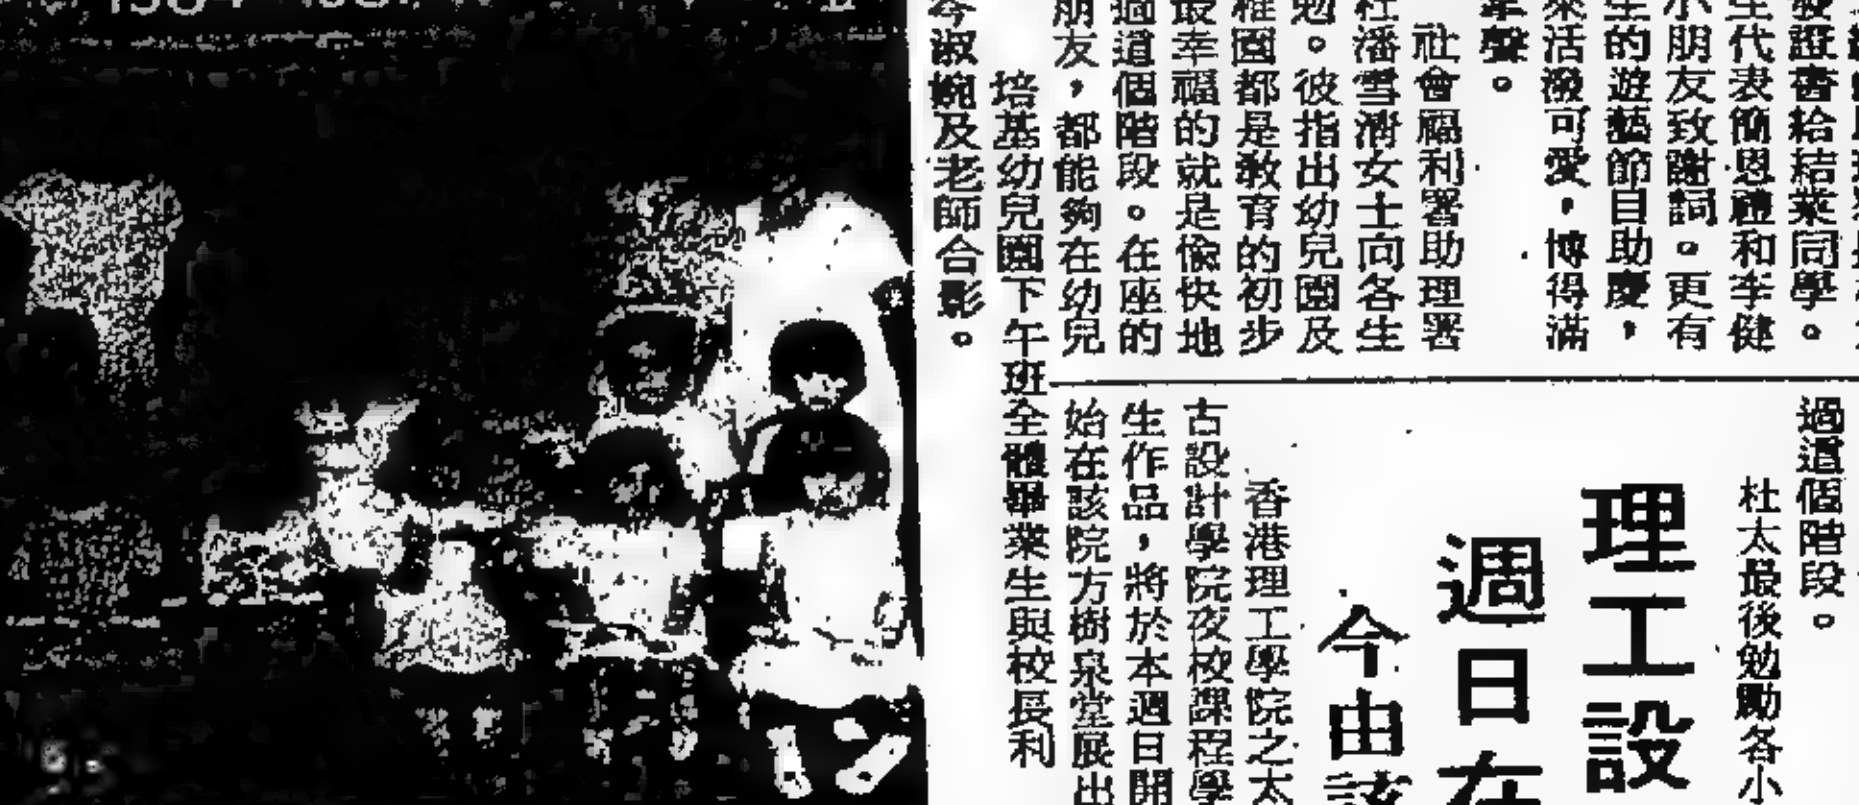 發證書給結業同學。
生代表簡恩禮和李健
小朋友致謝詞。更有
生的遊藝節目助慶，
來活潑可愛，博得滿
聲。
社會福利署助理署
杜潘雪清女士向各生
勉。彼指出幼兒園及
稚園都是教育的初步
最幸福的就是愉快地
過這個階段。在座的
朋友，都能夠在幼兒
過這個階段。
杜太最後勉勵各小
理工設
週日在
今由該
香港理工學院之太
古設計學院夜校課程學
生作品，將於本週日開
始在該院方樹泉堂展出
培基幼兒園下午班全體畢業生與校長利
淑婉及老師合影。